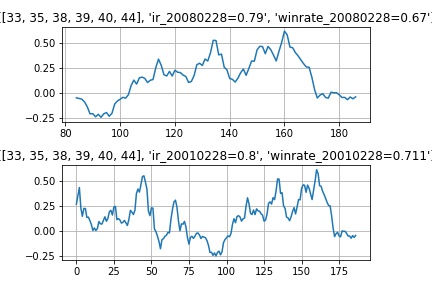 [[33, 35, 38, 39, 40, 44], 'ir_20080228=0.79', 'winrate_20080228=0.67']
0.50
0.25
0.00
−0.25
80 100 120 140 160 180
[[33, 35, 38, 39, 40, 44], 'ir_20010228=0.8', 'winrate_20010228=0.711']
0.50
0.25
0.00
−0.25
0 25 50 75 100 125 150 175